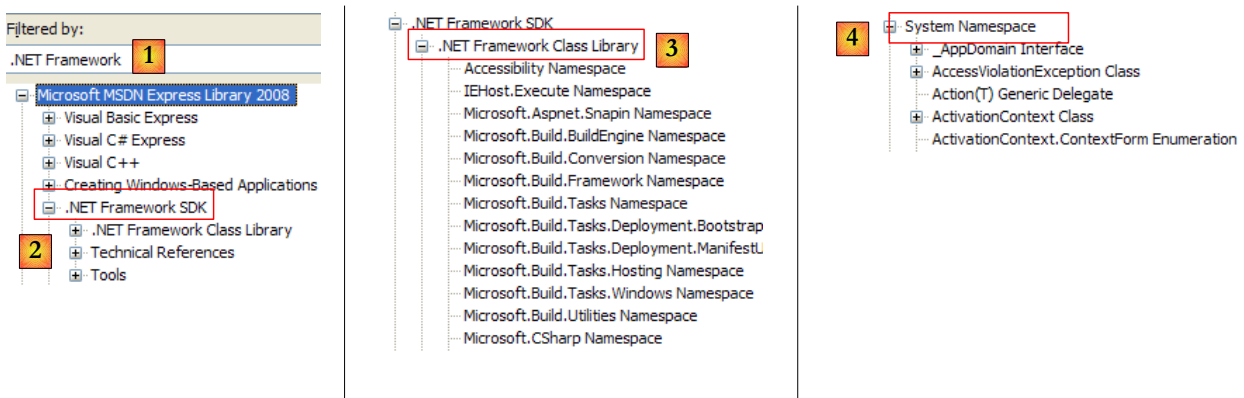 Filtered by:
.NET Framework
1
Microsoft MSDN Express Library 2008
Visual Basic Express
Visual C# Express
Visual C++
Creating Windows-Based Applications
.NET Framework SDK
2
.NET Framework Class Library
Technical References
Tools
.NET Framework SDK
.NET Framework Class Library
3
Accessibility Namespace
IEHost.Execute Namespace
Microsoft.Aspnet.Snapin Namespace
Microsoft.Build.BuildEngine Namespace
Microsoft.Build.Conversion Namespace
Microsoft.Build.Framework Namespace
Microsoft.Build.Tasks Namespace
Microsoft.Build.Tasks.Deployment.Bootstrap
Microsoft.Build.Tasks.Deployment.ManifestU
Microsoft.Build.Tasks.Hosting Namespace
Microsoft.Build.Tasks.Windows Namespace
Microsoft.Build.Utilities Namespace
Microsoft.CSharp Namespace
4
System Namespace
_AppDomain Interface
AccessViolationException Class
Action(T) Generic Delegate
ActivationContext Class
ActivationContext.ContextForm Enumeration